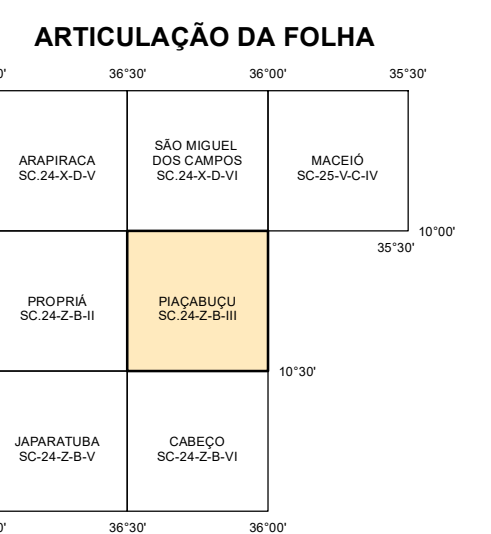 ARTICULAÇÃO DA FOLHA
0' 36°30' 36°00' 35°30'
ARAPIRACA
SC.24-X-D-V
SÃO MIGUEL
DOS CAMPOS
SC.24-X-D-VI
MACEIÓ
SC-25-V-C-IV
10°00'
35°30'
PROPRIÁ
SC.24-Z-B-II
PIAÇABUÇU
SC.24-Z-B-III
10°30'
JAPARATUBA
SC-24-Z-B-V
CABEÇO
SC-24-Z-B-VI
0' 36°30' 36°00'